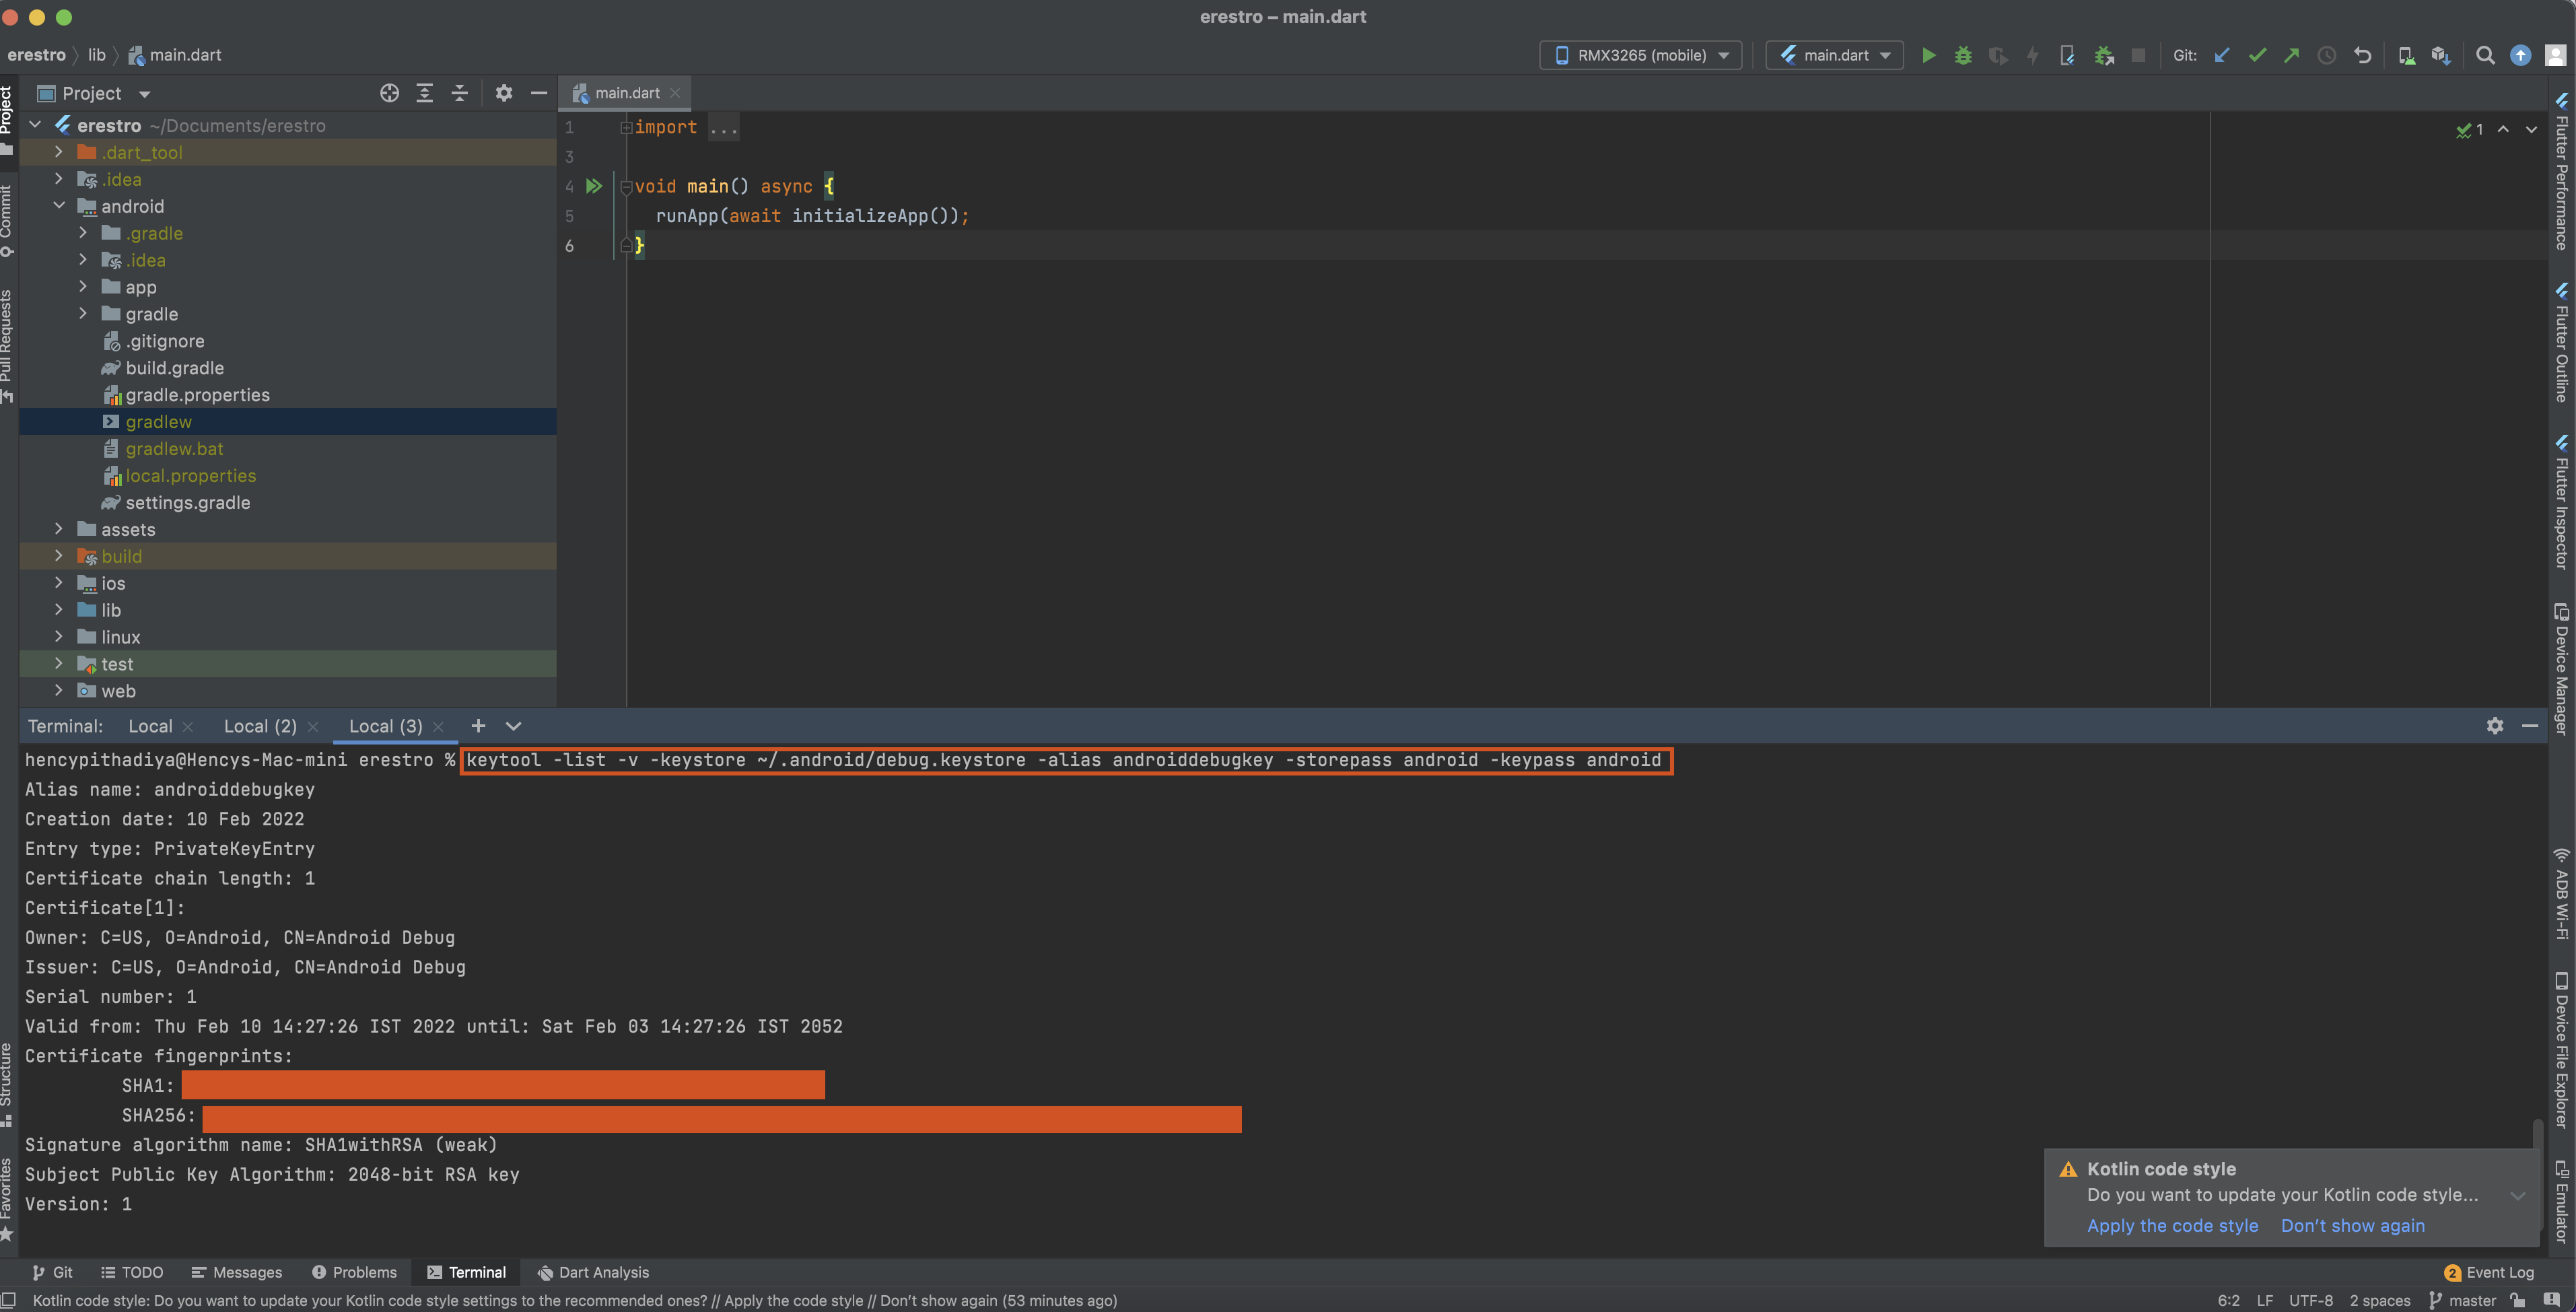 erestro – main.dart
erestro lib main.dart
RMX3265 (mobile) main.dart Git:
Project
main.dart
erestro ~/Documents/erestro
.dart_tool
.idea
android
.gradle
.idea
app
gradle
.gitignore
build.gradle
gradle.properties
gradlew
gradlew.bat
local.properties
settings.gradle
assets
build
ios
lib
linux
test
web
1 import ...
3
4 void main() async {
5 runApp(await initializeApp());
6 }
1
Project
Commit
Pull Requests
Structure
Favorites
Flutter Performance
Flutter Outline
Flutter Inspector
Device Manager
ADB Wi-Fi
Device File Explorer
Emulator
Terminal: Local Local (2) Local (3)
hencypithadiya@Hencys-Mac-mini erestro % keytool -list -v -keystore ~/.android/debug.keystore -alias androiddebugkey -storepass android -keypass android
Alias name: androiddebugkey
Creation date: 10 Feb 2022
Entry type: PrivateKeyEntry
Certificate chain length: 1
Certificate[1]:
Owner: C=US, O=Android, CN=Android Debug
Issuer: C=US, O=Android, CN=Android Debug
Serial number: 1
Valid from: Thu Feb 10 14:27:26 IST 2022 until: Sat Feb 03 14:27:26 IST 2052
Certificate fingerprints:
SHA1:
SHA256:
Signature algorithm name: SHA1withRSA (weak)
Subject Public Key Algorithm: 2048-bit RSA key
Version: 1
Kotlin code style
Do you want to update your Kotlin code style...
Apply the code style Don't show again
Git TODO Messages Problems Terminal Dart Analysis
2 Event Log
Kotlin code style: Do you want to update your Kotlin code style settings to the recommended ones? // Apply the code style // Don't show again (53 minutes ago)
6:2 LF UTF-8 2 spaces master